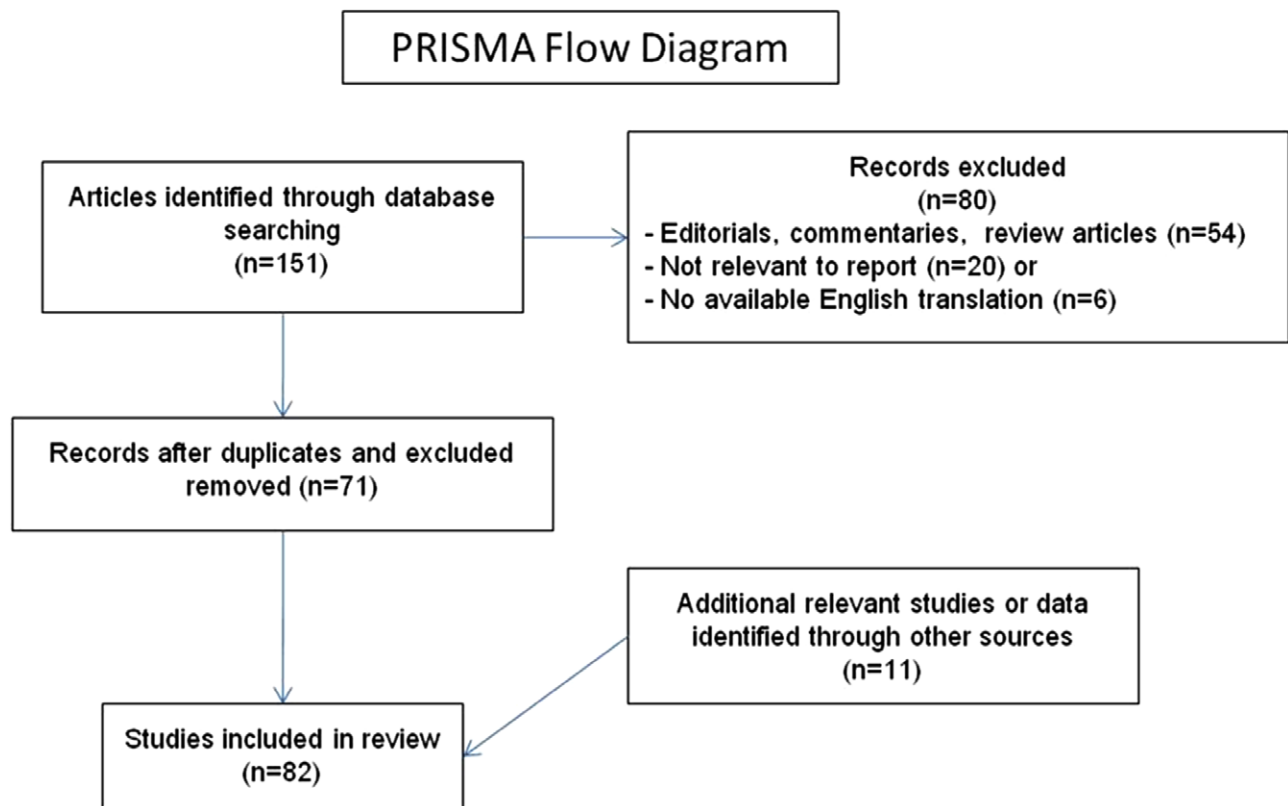 PRISMA Flow Diagram
Articles identified through database
searching
(n=151)
Records excluded
(n=80)
- Editorials, commentaries, review articles (n=54)
- Not relevant to report (n=20) or
- No available English translation (n=6)
Records after duplicates and excluded
removed (n=71)
Additional relevant studies or data
identified through other sources
(n=11)
Studies included in review
(n=82)